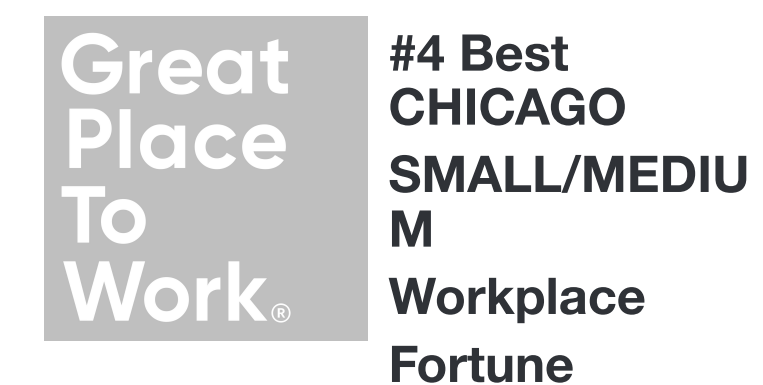 Great
Place
To
Work®
#4 Best
CHICAGO
SMALL/MEDIU
M
Workplace
Fortune